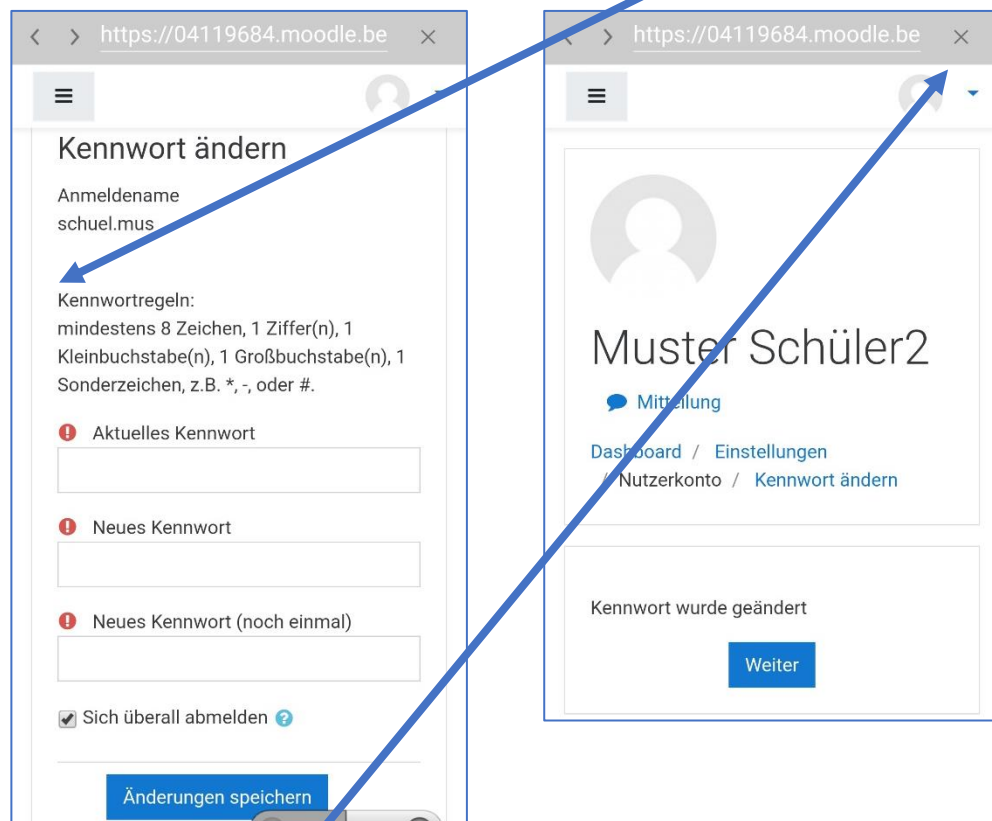 https://04119684.moodle.be
Kennwort ändern
Anmeldename
schuel.mus
Kennwortregeln:
mindestens 8 Zeichen, 1 Ziffer(n), 1
Kleinbuchstabe(n), 1 Großbuchstabe(n), 1
Sonderzeichen, z.B. *, -, oder #.
Aktuelles Kennwort
Neues Kennwort
Neues Kennwort (noch einmal)
Sich überall abmelden
Änderungen speichern
https://04119684.moodle.be
Muster Schüler2
Mitteilung
Dashboard / Einstellungen
/ Nutzerkonto / Kennwort ändern
Kennwort wurde geändert
Weiter